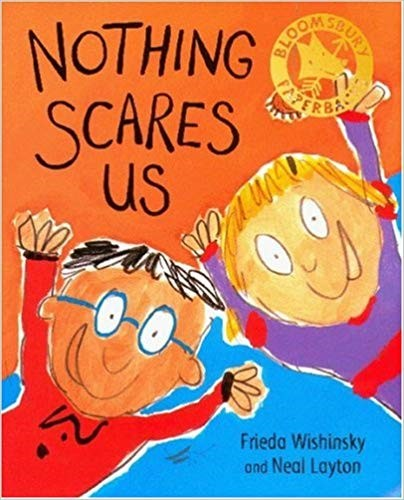 NOTHING
SCARES
US
BLOOMSBURY
Frieda Wishinsky
and Neal Layton